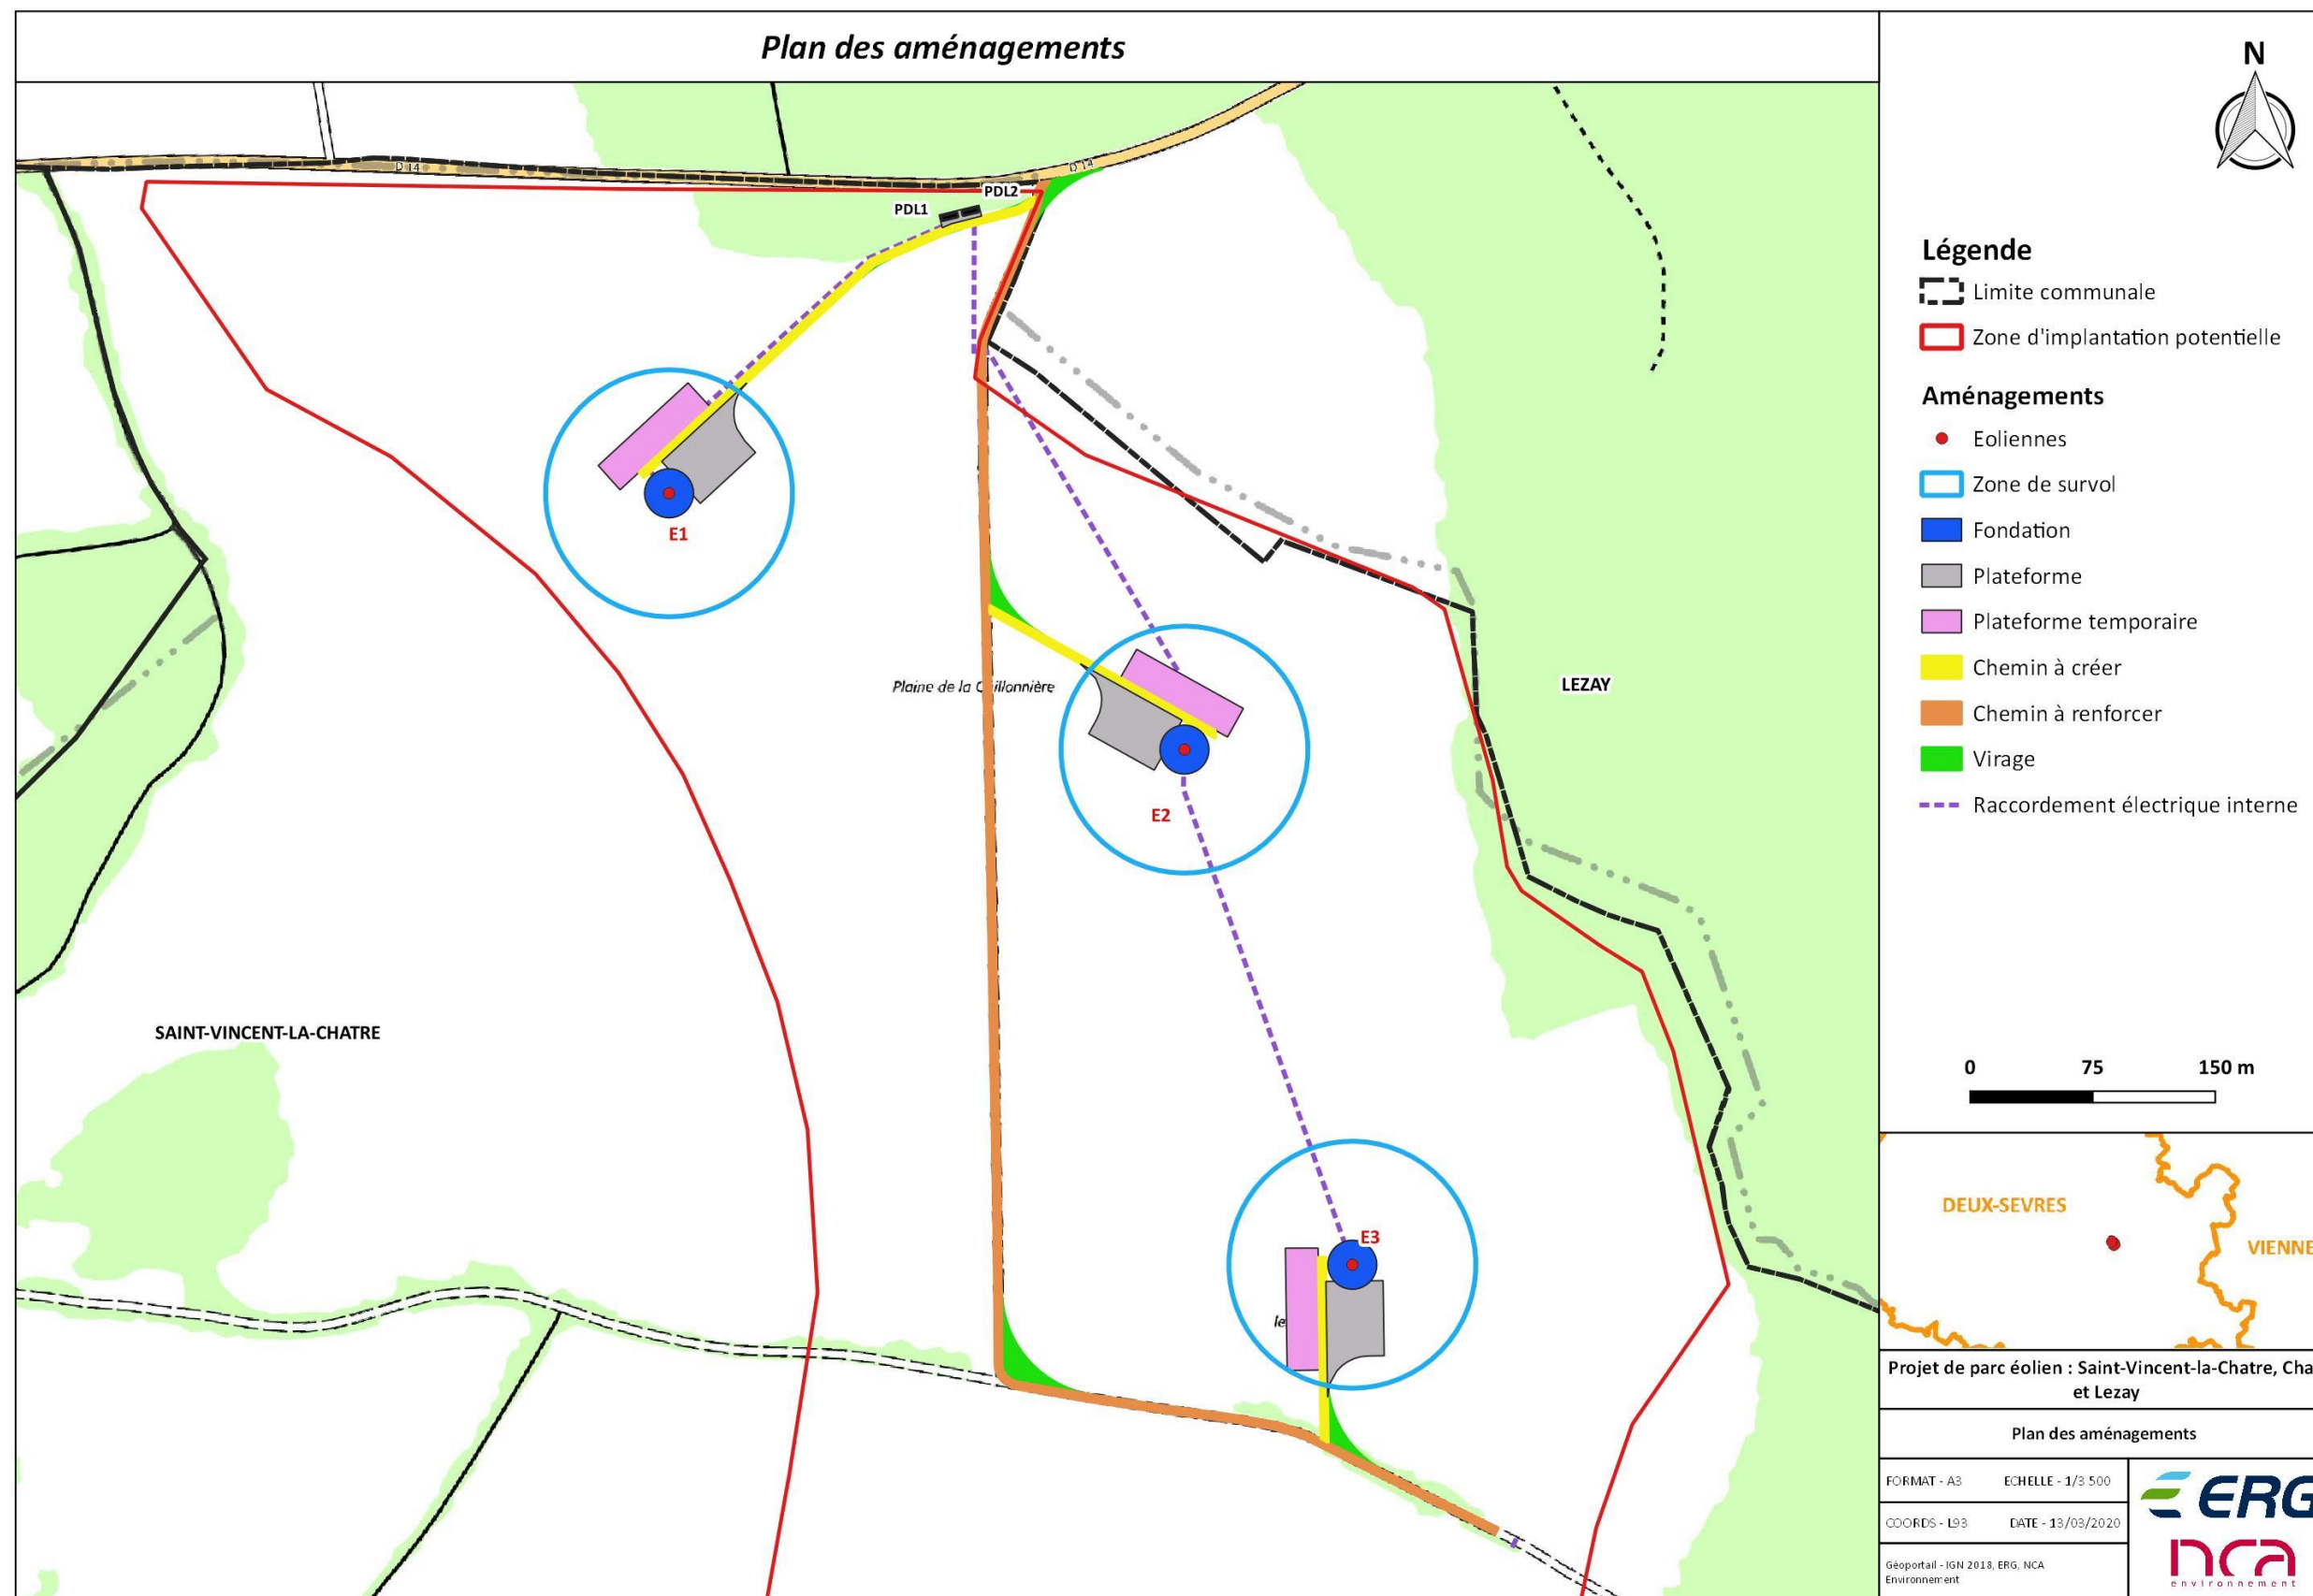 Plan des aménagements
N
D 14
D 14
PDL2
PDL1
E1
Plaine de la
E2
LEZAY
SAINT-VINCENT-LA-CHATRE
E3
le
Légende
Limite communale
Zone d'implantation potentielle
Aménagements
Eoliennes
Zone de survol
Fondation
Plateforme
Plateforme temporaire
Chemin à créer
Chemin à renforcer
Virage
Raccordement électrique interne
0 75 150 m
DEUX-SEVRES
VIENNE
Projet de parc éolien : Saint-Vincent-la-Chatre, Cha
et Lezay
Plan des aménagements
FORMAT - A3 ECHELLE - 1/3 500
COORDS - L93 DATE - 13/03/2020
Géoportail - IGN 2018, ERG, NCA
Environnement
ERG
nca
environnement